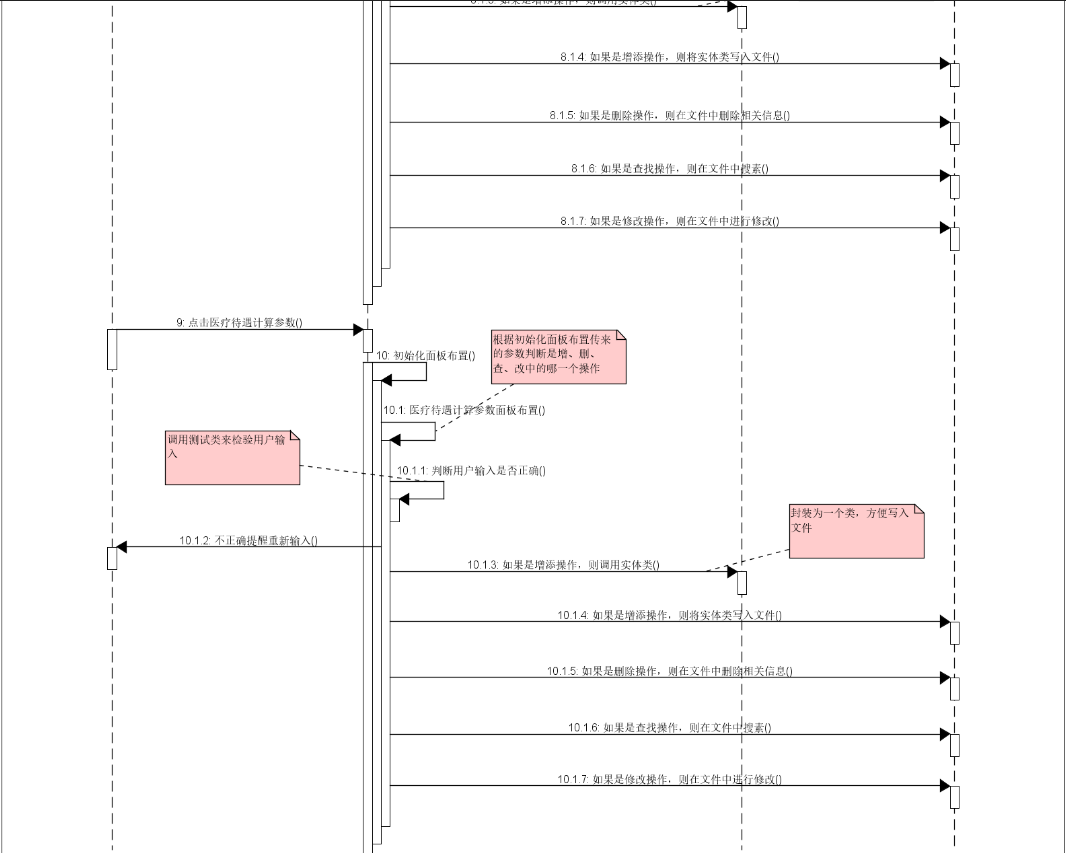 8.1.4: 如果是增添操作，则将实体类写入文件()
8.1.5: 如果是删除操作，则在文件中删除相关信息()
8.1.6: 如果是查找操作，则在文件中搜素()
8.1.7: 如果是修改操作，则在文件中进行修改()
9: 点击医疗待遇计算参数()
根据初始化面板布置传来
的参数判断是增、删、
查、改中的哪一个操作
10: 初始化面板布置()
10.1: 医疗待遇计算参数面板布置()
调用测试类来检验用户输
入
10.1.1: 判断用户输入是否正确()
封装为一个类，方便写入
文件
10.1.2: 不正确提醒重新输入()
10.1.3: 如果是增添操作，则调用实体类()
10.1.4: 如果是增添操作，则将实体类写入文件()
10.1.5: 如果是删除操作，则在文件中删除相关信息()
10.1.6: 如果是查找操作，则在文件中搜素()
10.1.7: 如果是修改操作，则在文件中进行修改()